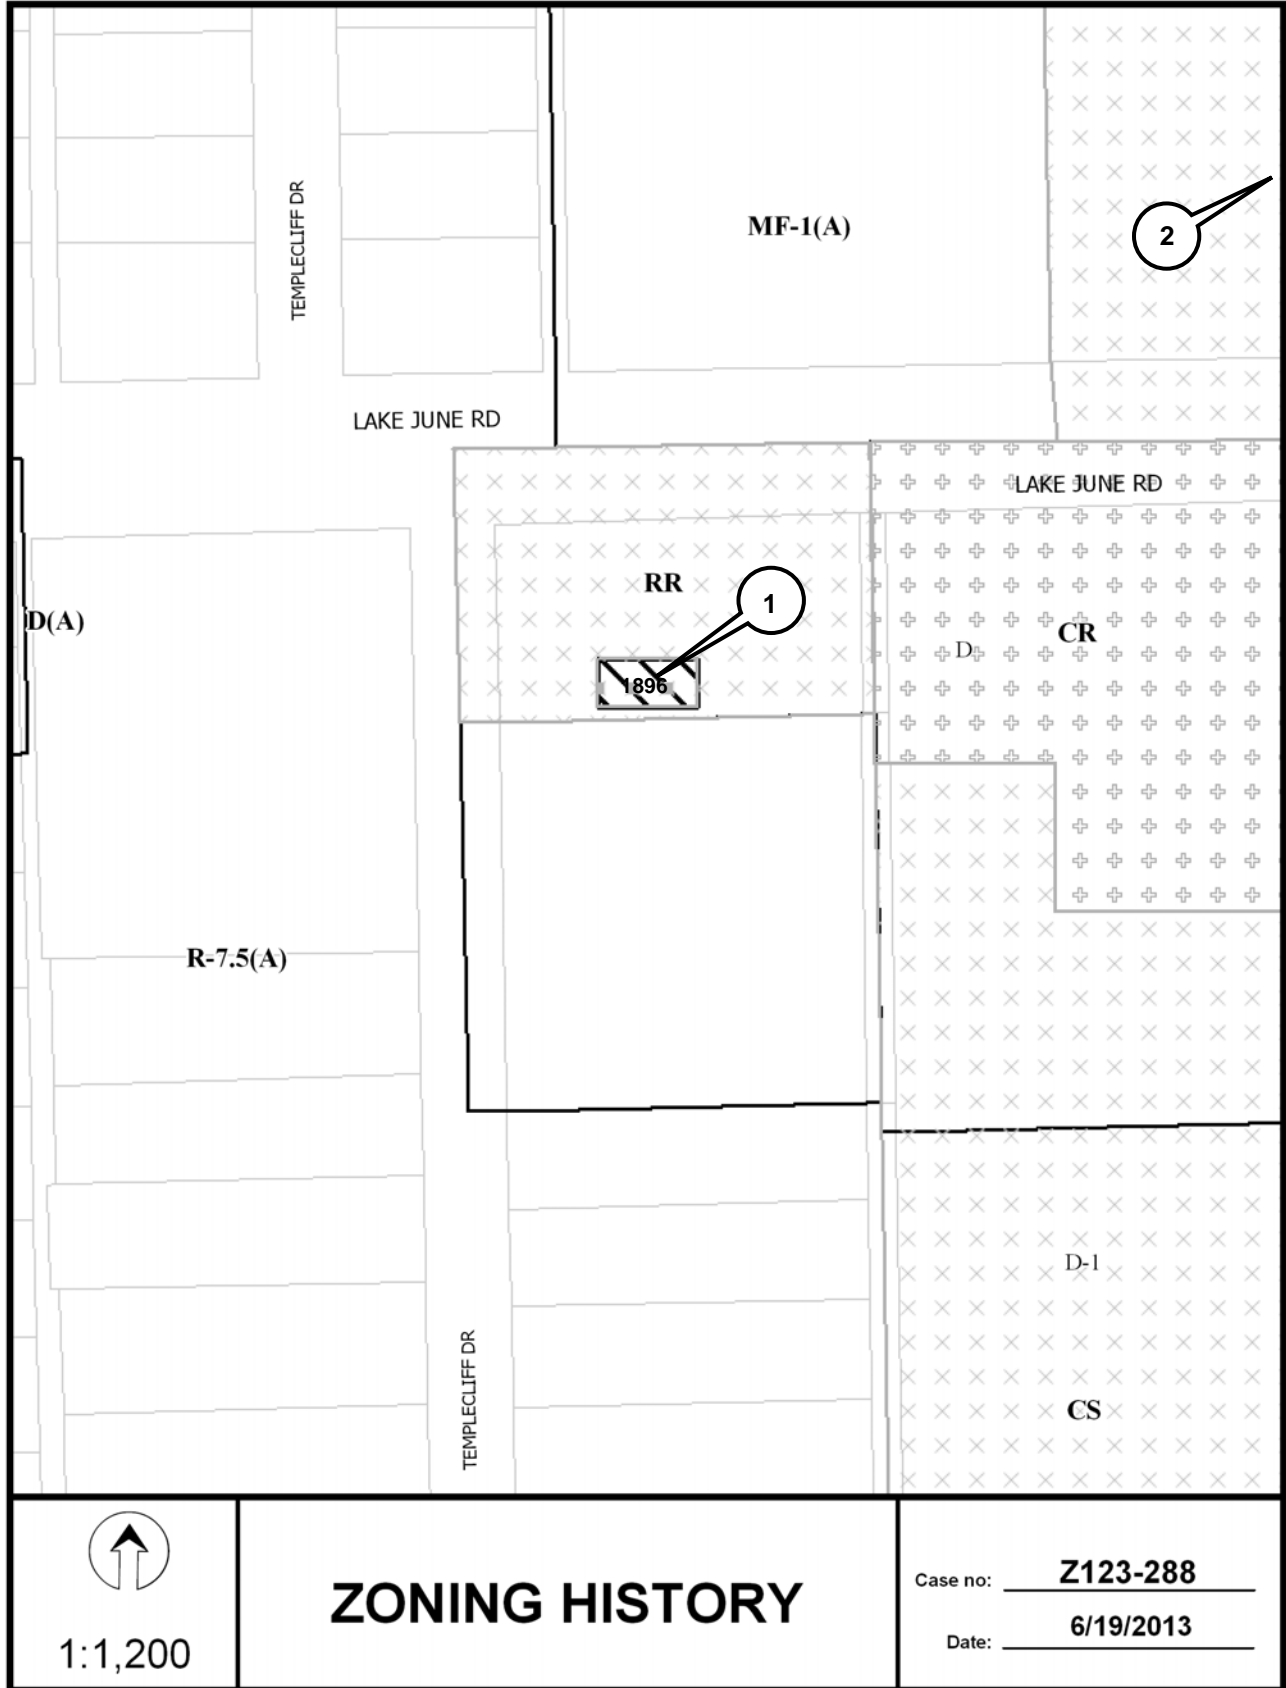 TEMPLECLIFF DR
MF-1(A)
2
LAKE JUNE RD
LAKE JUNE RD
RR
1
D(A)
CR
D
1896
R-7.5(A)
D-1
TEMPLECLIFF DR
CS
1:1,200
ZONING HISTORY
Case no: Z123-288
Date: 6/19/2013